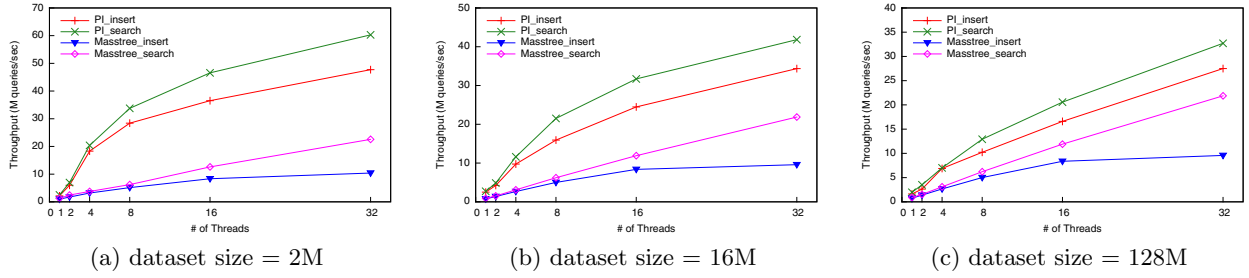 70
60
50
40
30
20
10
0
Throughput (M queries/sec)
PI_insert
PI_search
Masstree_insert
Masstree_search
0 1 2 4 8 16 32
# of Threads
(a) dataset size = 2M
50
40
30
20
10
0
Throughput (M queries/sec)
PI_insert
PI_search
Masstree_insert
Masstree_search
0 1 2 4 8 16 32
# of Threads
(b) dataset size = 16M
40
35
30
25
20
15
10
5
0
Throughput (M queries/sec)
PI_insert
PI_search
Masstree_insert
Masstree_search
0 1 2 4 8 16 32
# of Threads
(c) dataset size = 128M